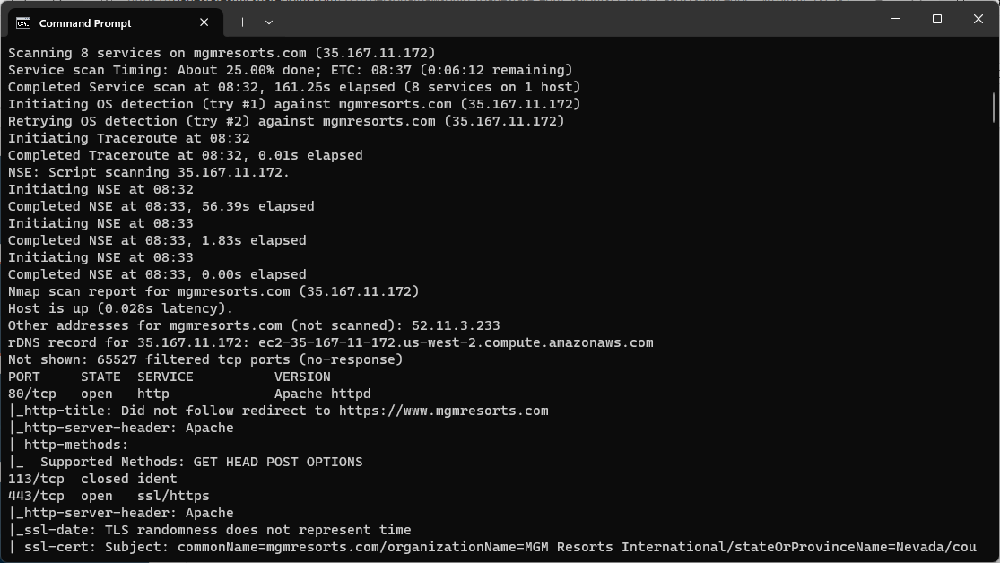 Command Prompt
Scanning 8 services on mgmresorts.com (35.167.11.172)
Service scan Timing: About 25.00% done; ETC: 08:37 (0:06:12 remaining)
Completed Service scan at 08:32, 161.25s elapsed (8 services on 1 host)
Initiating OS detection (try #1) against mgmresorts.com (35.167.11.172)
Retrying OS detection (try #2) against mgmresorts.com (35.167.11.172)
Initiating Traceroute at 08:32
Completed Traceroute at 08:32, 0.01s elapsed
NSE: Script scanning 35.167.11.172.
Initiating NSE at 08:32
Completed NSE at 08:33, 56.39s elapsed
Initiating NSE at 08:33
Completed NSE at 08:33, 1.83s elapsed
Initiating NSE at 08:33
Completed NSE at 08:33, 0.00s elapsed
Nmap scan report for mgmresorts.com (35.167.11.172)
Host is up (0.028s latency).
Other addresses for mgmresorts.com (not scanned): 52.11.3.233
rDNS record for 35.167.11.172: ec2-35-167-11-172.us-west-2.compute.amazonaws.com
Not shown: 65527 filtered tcp ports (no-response)
PORT     STATE  SERVICE          VERSION
80/tcp   open   http             Apache httpd
|_http-title: Did not follow redirect to https://www.mgmresorts.com
|_http-server-header: Apache
| http-methods:
|_  Supported Methods: GET HEAD POST OPTIONS
113/tcp  closed ident
443/tcp  open   ssl/https
|_http-server-header: Apache
|_ssl-date: TLS randomness does not represent time
| ssl-cert: Subject: commonName=mgmresorts.com/organizationName=MGM Resorts International/stateOrProvinceName=Nevada/cou